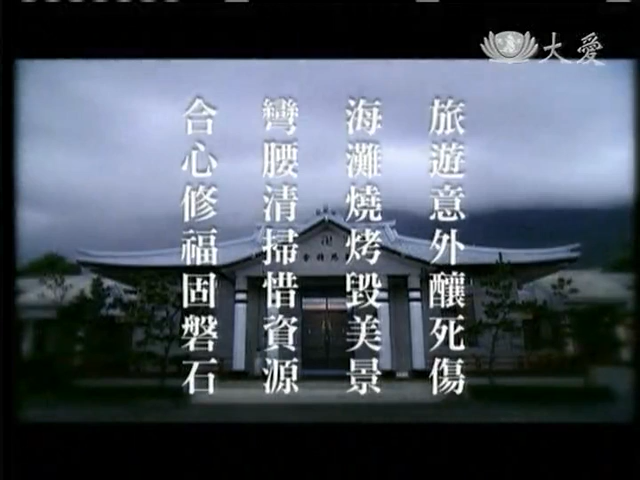 大愛
旅遊意外釀死傷
海灘燒烤毀美景
彎腰清掃惜資源
合心修福固磐石